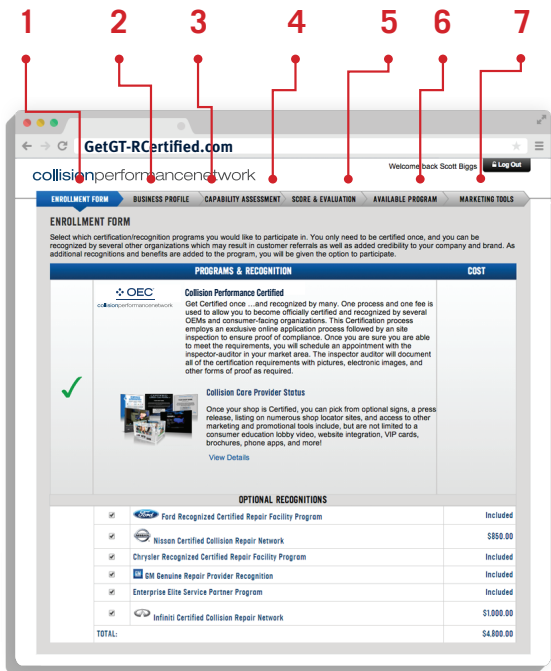 1 2 3 4 5 6 7
GetGT-RCertified.com
collisionperformancenetwork
Welcome back Scott Biggs
Log Out
ENROLLMENT FORM BUSINESS PROFILE CAPABILITY ASSESSMENT SCORE & EVALUATION AVAILABLE PROGRAM MARKETING TOOLS
ENROLLMENT FORM
Select which certification/recognition programs you would like to participate in. You only need to be certified once, and you can be
recognized by several other organizations which may result in customer referrals as well as added credibility to your company and brand. As
additional recognitions and benefits are added to the program, you will be given the option to participate.
PROGRAMS & RECOGNITION COST
OEC
collisionperformancenetwork
Collision Performance Certified
Get Certified once ...and recognized by many. One process and one fee is
used to allow you to become officially certified and recognized by several
OEMs and consumer-facing organizations. This Certification process
employs an exclusive online application process followed by an site
inspection to ensure proof of compliance. Once you are sure you are able
to meet the requirements, you will schedule an appointment with the
inspector-auditor in your market area. The inspector auditor will document
all of the certification requirements with pictures, electronic images, and
other forms of proof as required.
Collision Care Provider Status
Once your shop is Certified, you can pick from optional signs, a press
release, listing on numerous shop locator sites, and access to other
marketing and promotional tools include, but are not limited to a
consumer education lobby video, website integration, VIP cards,
brochures, phone apps, and more!
View Details
OPTIONAL RECOGNITIONS
Ford Ford Recognized Certified Repair Facility Program Included
NISSAN Nissan Certified Collision Repair Network $850.00
Chrysler Recognized Certified Repair Facility Program Included
GM GM Genuine Repair Provider Recognition Included
Enterprise Elite Service Partner Program Included
Infiniti Certified Collision Repair Network $1,000.00
TOTAL: $4,800.00